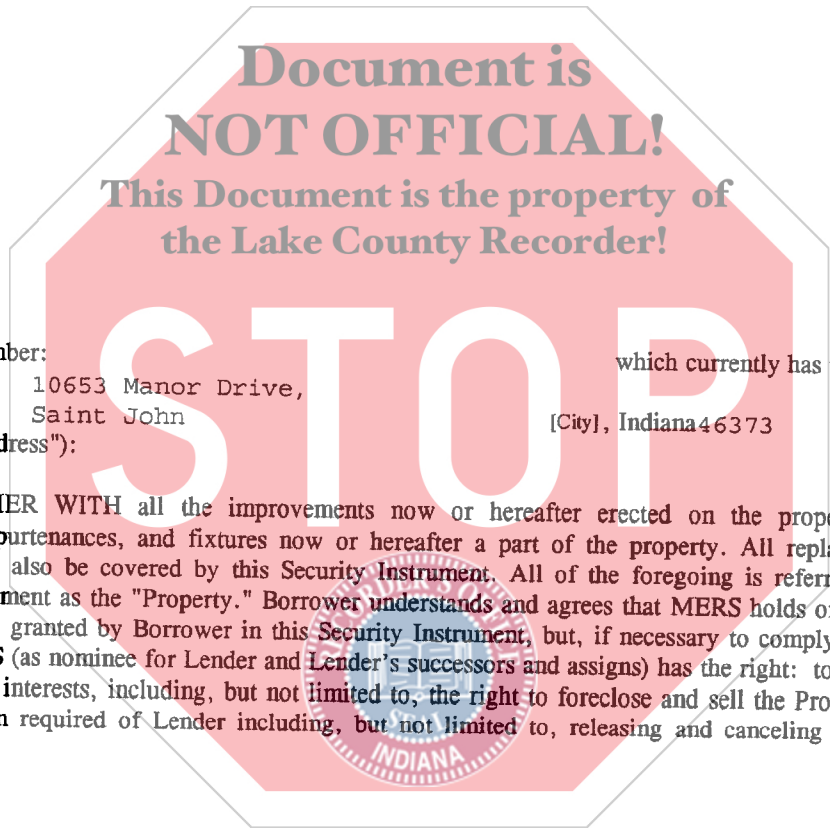 Document is
NOT OFFICIAL!
This Document is the property of
the Lake County Recorder!
STOP
nber:
which currently has
10653 Manor Drive,
Saint John
[City], Indiana 46373
dress"):
IER WITH all the improvements now or hereafter erected on the prope
ourtenances, and fixtures now or hereafter a part of the property. All repla
also be covered by this Security Instrument. All of the foregoing is referr
ment as the "Property." Borrower understands and agrees that MERS holds o
granted by Borrower in this Security Instrument, but, if necessary to comply
S (as nominee for Lender and Lender's successors and assigns) has the right: to
interests, including, but not limited to, the right to foreclose and sell the Pro
n required of Lender including, but not limited to, releasing and canceling
RECORDER'S OFFICE
SEAL
INDIANA